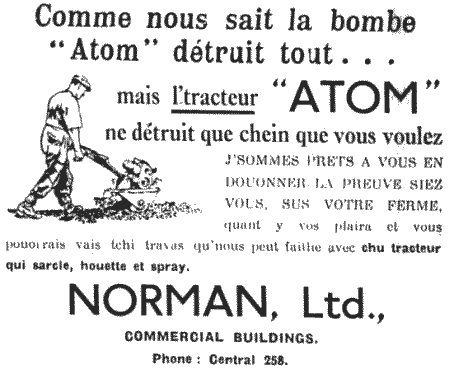 Comme nous sait la bombe
“Atom” détruit tout . . .
mais l'tracteur “ATOM”
ne détruit que chein que vous voulez
J'SOMMES PRETS A VOUS EN
DOUONNER LA PREUVE SIEZ
VOUS, SUS VOTRE FERME,
quant y vos plaira et vous
pouorrais vais tchi travas qu'nous peut faithe avec chu tracteur
qui sarcle, houette et spray.
NORMAN, Ltd.,
COMMERCIAL BUILDINGS.
Phone : Central 258.